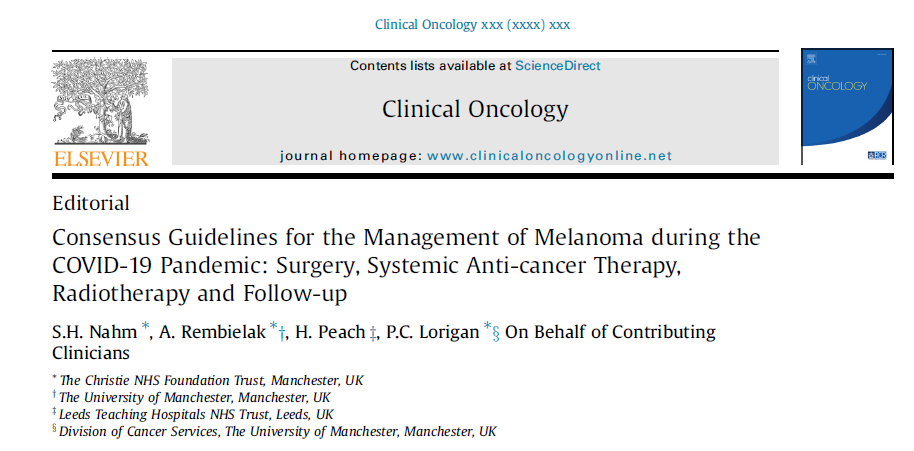 Clinical Oncology xxx (xxxx) xxx
Contents lists available at ScienceDirect
Clinical Oncology
journal homepage: www.clinicaloncologyonline.net
ELSEVIER
clinical
ONCOLOGY
Editorial
Consensus Guidelines for the Management of Melanoma during the
COVID-19 Pandemic: Surgery, Systemic Anti-cancer Therapy,
Radiotherapy and Follow-up
S.H. Nahm *, A. Rembielak *†, H. Peach ‡, P.C. Lorigan *§ On Behalf of Contributing
Clinicians
* The Christie NHS Foundation Trust, Manchester, UK
† The University of Manchester, Manchester, UK
‡ Leeds Teaching Hospitals NHS Trust, Leeds, UK
§ Division of Cancer Services, The University of Manchester, Manchester, UK